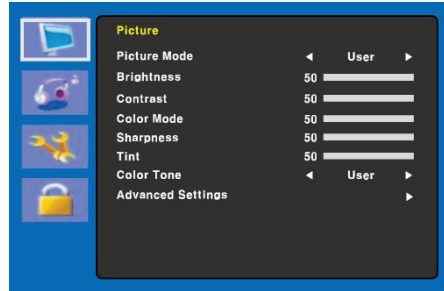 Picture
Picture Mode ◀ User ▶
Brightness 50
Contrast 50
Color Mode 50
Sharpness 50
Tint 50
Color Tone ◀ User ▶
Advanced Settings ▶